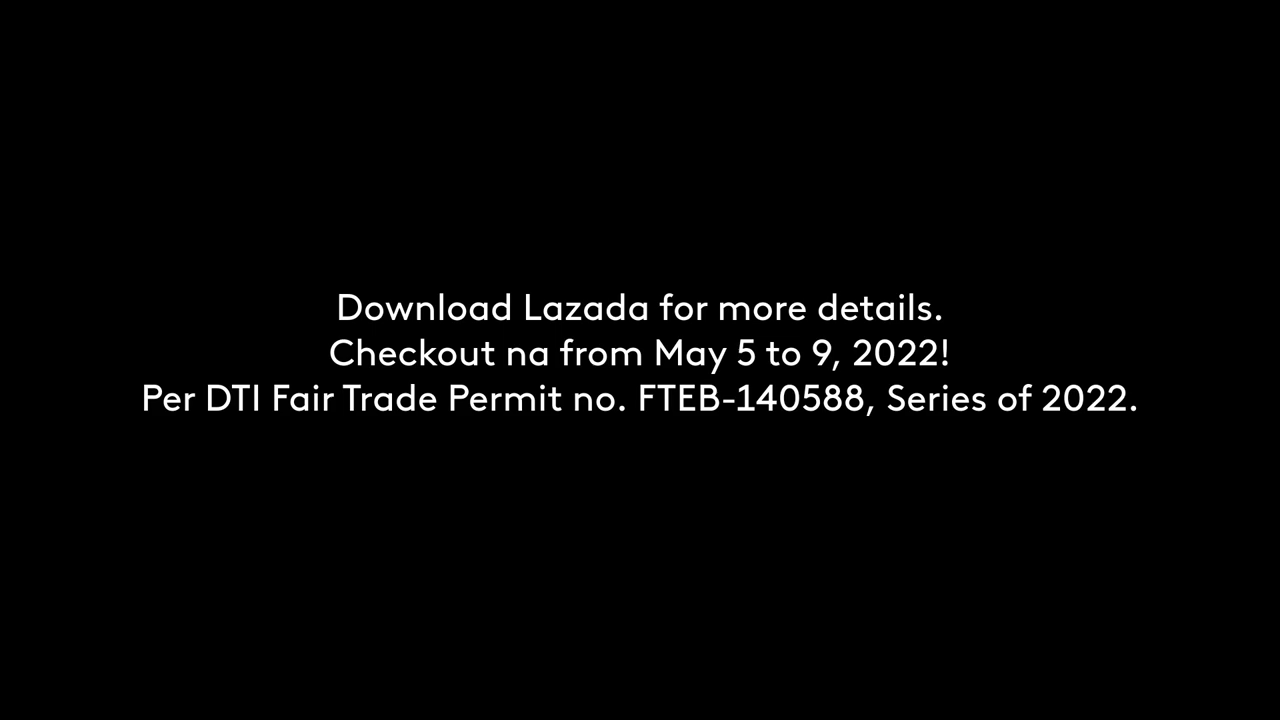 Download Lazada for more details.
Checkout na from May 5 to 9, 2022!
Per DTI Fair Trade Permit no. FTEB-140588, Series of 2022.